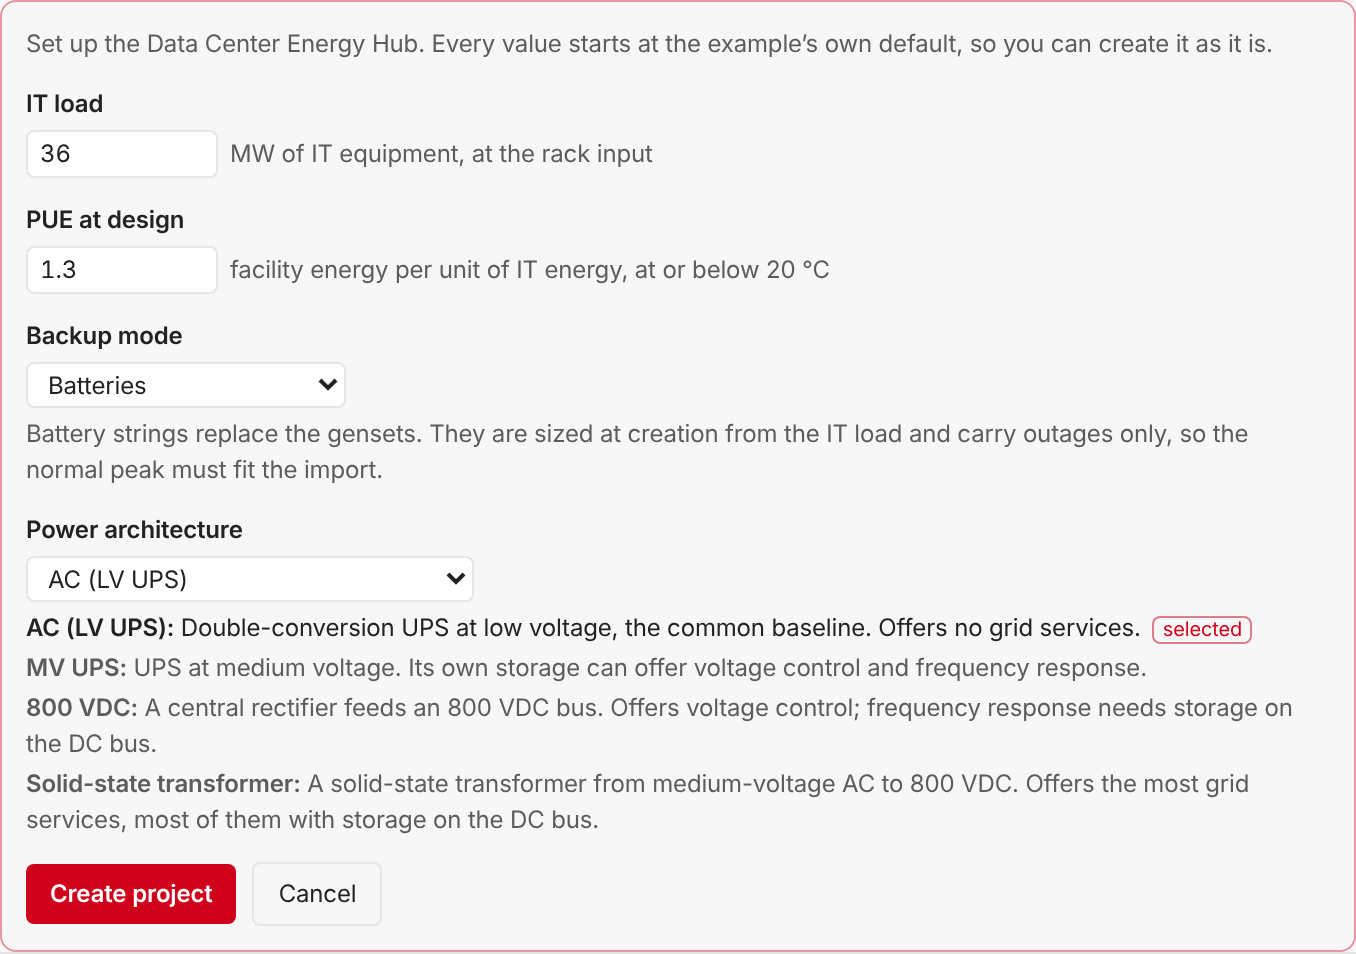 Set up the Data Center Energy Hub. Every value starts at the example’s own default, so you can create it as it is.
IT load
36 MW of IT equipment, at the rack input
PUE at design
1.3 facility energy per unit of IT energy, at or below 20 °C
Backup mode
Batteries
Battery strings replace the gensets. They are sized at creation from the IT load and carry outages only, so the
normal peak must fit the import.
Power architecture
AC (LV UPS)
AC (LV UPS): Double-conversion UPS at low voltage, the common baseline. Offers no grid services. selected
MV UPS: UPS at medium voltage. Its own storage can offer voltage control and frequency response.
800 VDC: A central rectifier feeds an 800 VDC bus. Offers voltage control; frequency response needs storage on
the DC bus.
Solid-state transformer: A solid-state transformer from medium-voltage AC to 800 VDC. Offers the most grid
services, most of them with storage on the DC bus.
Create project Cancel